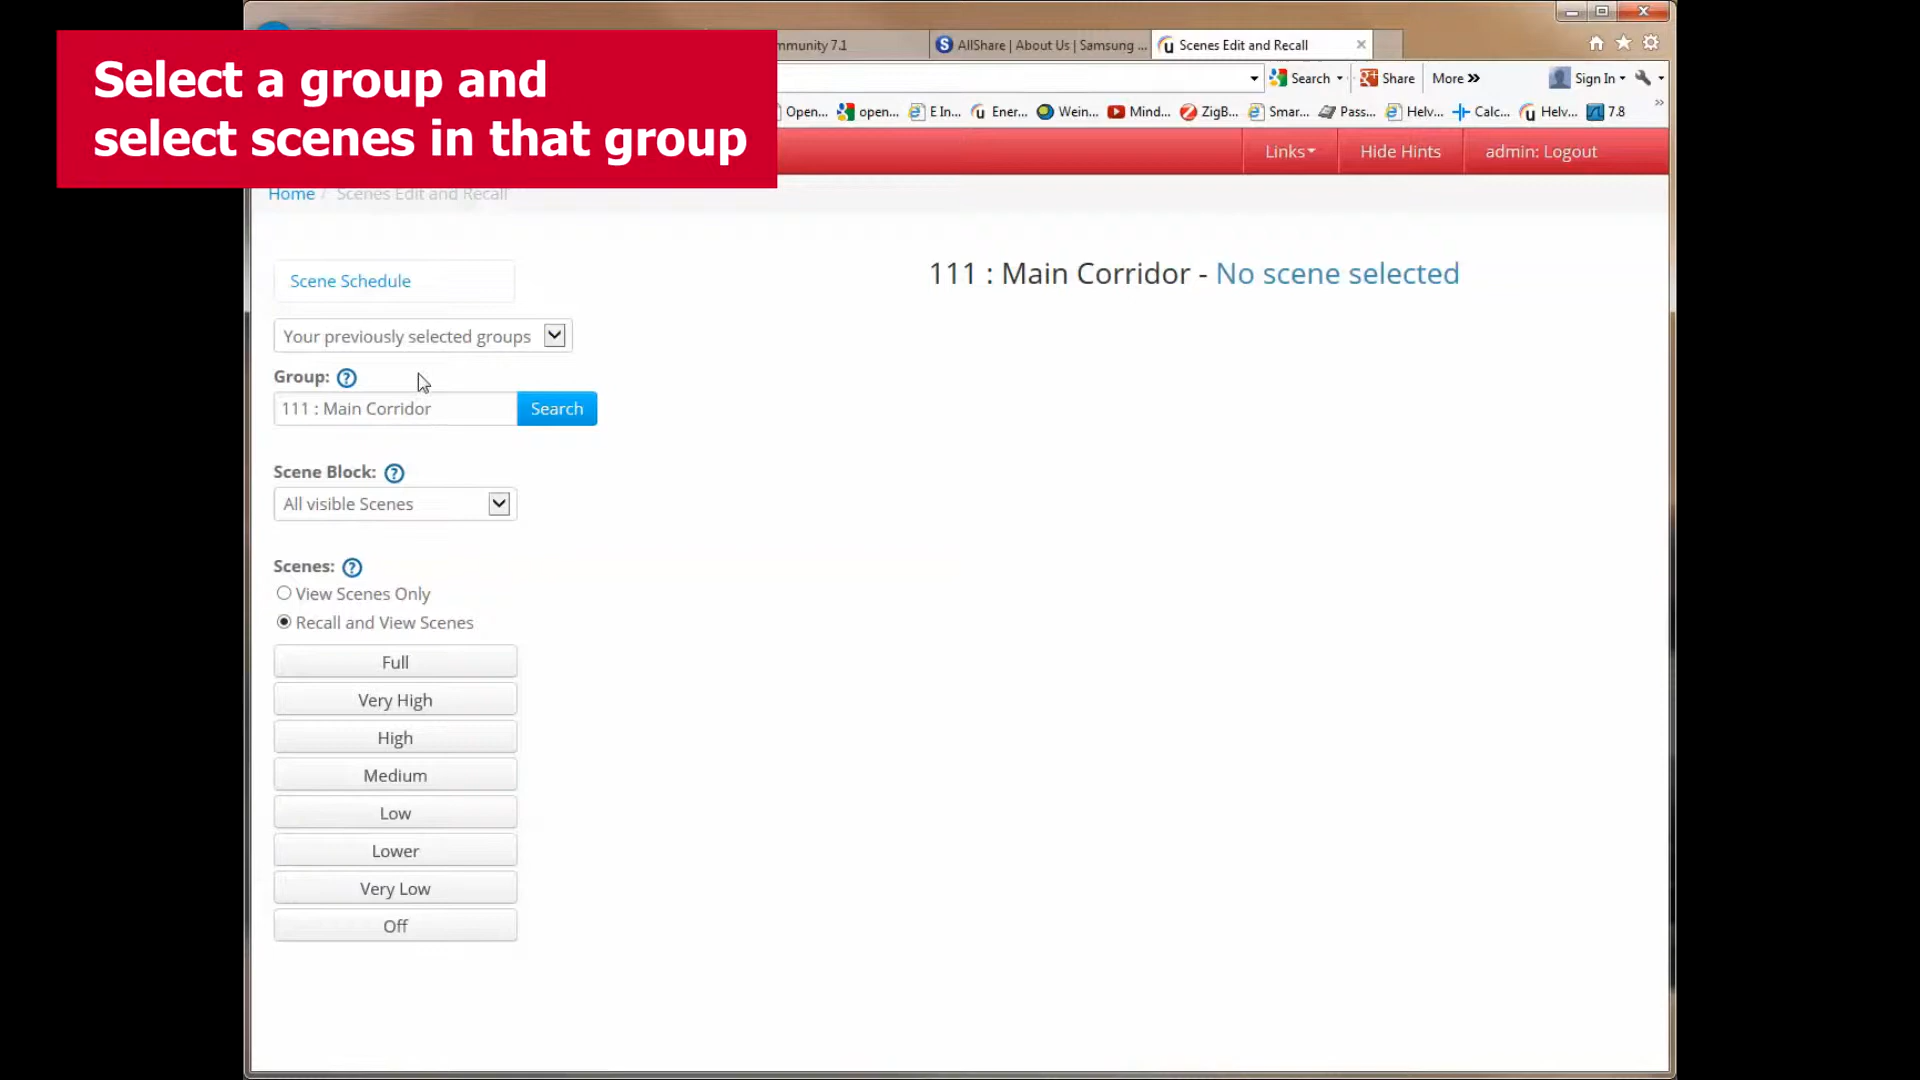 Select a group and
select scenes in that group
mmunity 7.1
AllShare | About Us | Samsung ...
Scenes Edit and Recall
Search
Share
More
Sign In
Open...
open...
E In...
Ener...
Wein...
Mind...
ZigB...
Smar...
Pass...
Helv...
Calc...
Helv...
7.8
Links
Hide Hints
admin: Logout
Home / Scenes Edit and Recall
Scene Schedule
111 : Main Corridor - No scene selected
Your previously selected groups
Group: ?
111 : Main Corridor
Search
Scene Block: ?
All visible Scenes
Scenes: ?
View Scenes Only
Recall and View Scenes
Full
Very High
High
Medium
Low
Lower
Very Low
Off